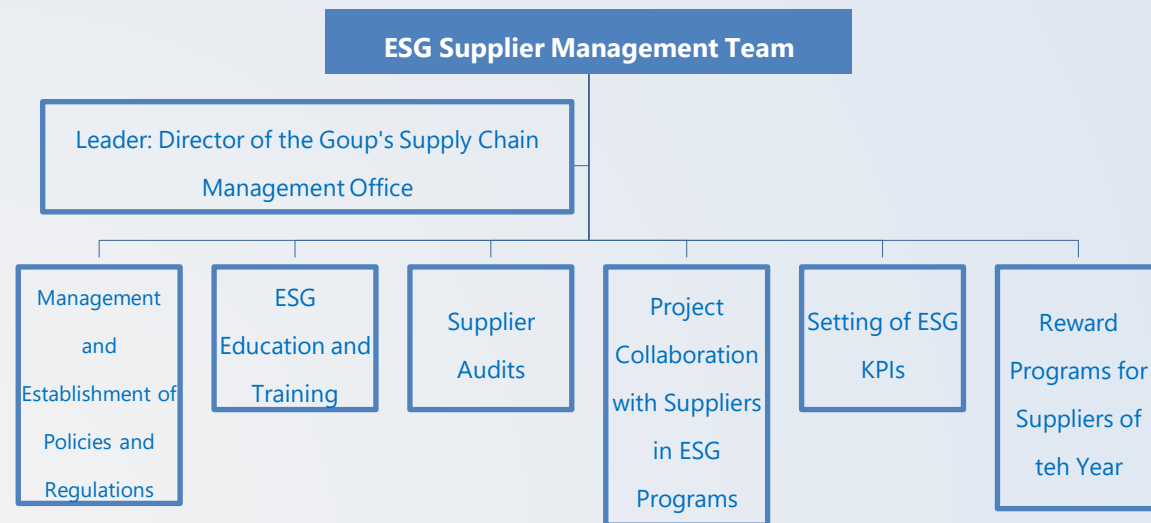 ESG Supplier Management Team
Leader: Director of the Goup's Supply Chain
Management Office
Management
and
Establishment of
Policies and
Regulations
ESG
Education and
Training
Supplier
Audits
Project
Collaboration
with Suppliers
in ESG
Programs
Setting of ESG
KPIs
Reward
Programs for
Suppliers of
teh Year